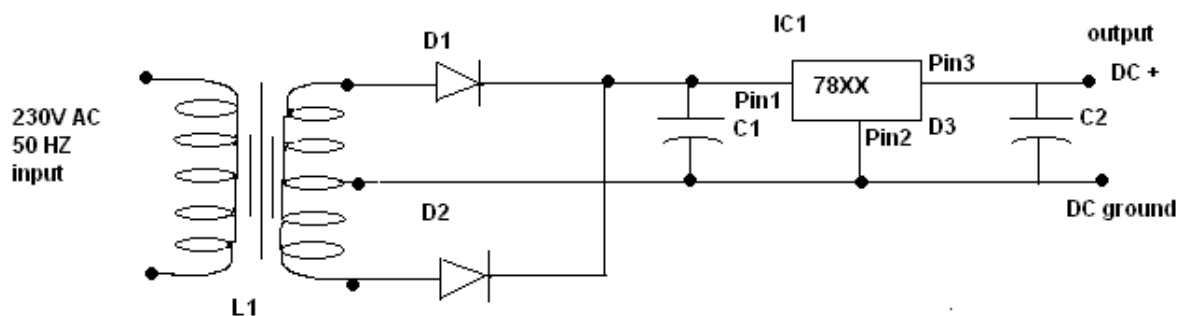 IC1
output
D1
DC +
Pin3
78XX
230V AC
50 HZ
input
Pin1
C1
D3
C2
Pin2
D2
DC ground
L1